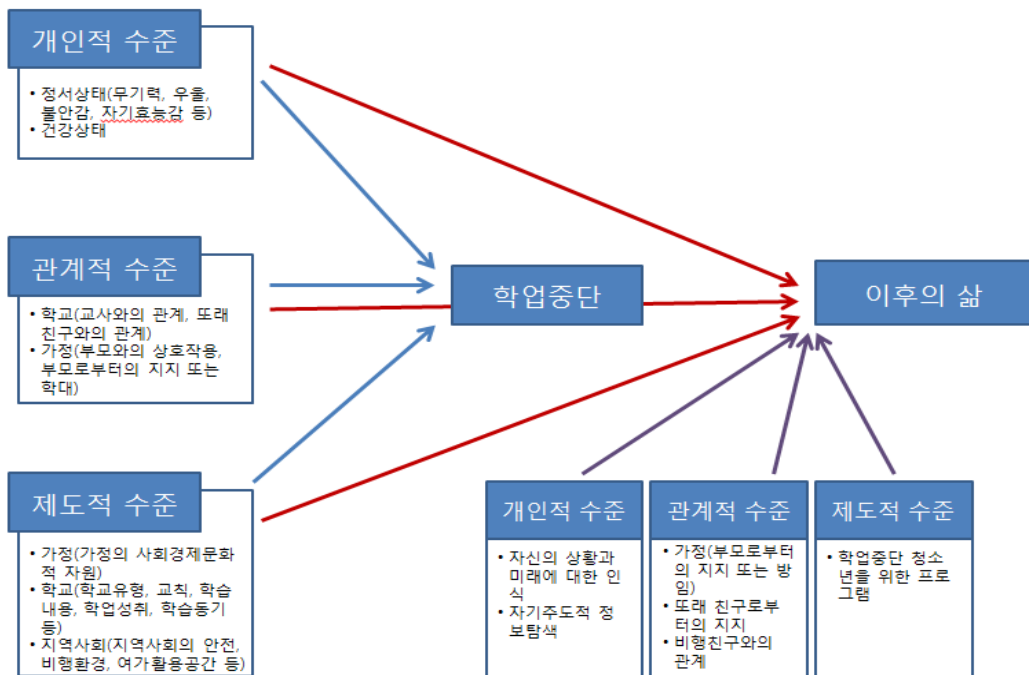 개인적 수준
• 정서상태(무기력, 우울,
불안감, 자기효능감 등)
• 건강상태
관계적 수준
• 학교(교사와의 관계, 또래
친구와의 관계)
• 가정(부모와의 상호작용,
부모로부터의 지지 또는
학대)
제도적 수준
• 가정(가정의 사회경제문화
적 자원)
• 학교(학교유형, 교칙, 학습
내용, 학업성취, 학습동기
등)
• 지역사회(지역사회의 안전,
비행환경, 여가활용공간 등)
학업중단
이후의 삶
개인적 수준
• 자신의 상황과
미래에 대한 인
식
• 자기주도적 정
보탐색
관계적 수준
• 가정(부모로부터
의 지지 또는 방
임)
• 또래 친구로부
터의 지지
• 비행친구와의
관계
제도적 수준
• 학업중단 청소
년을 위한 프로
그램